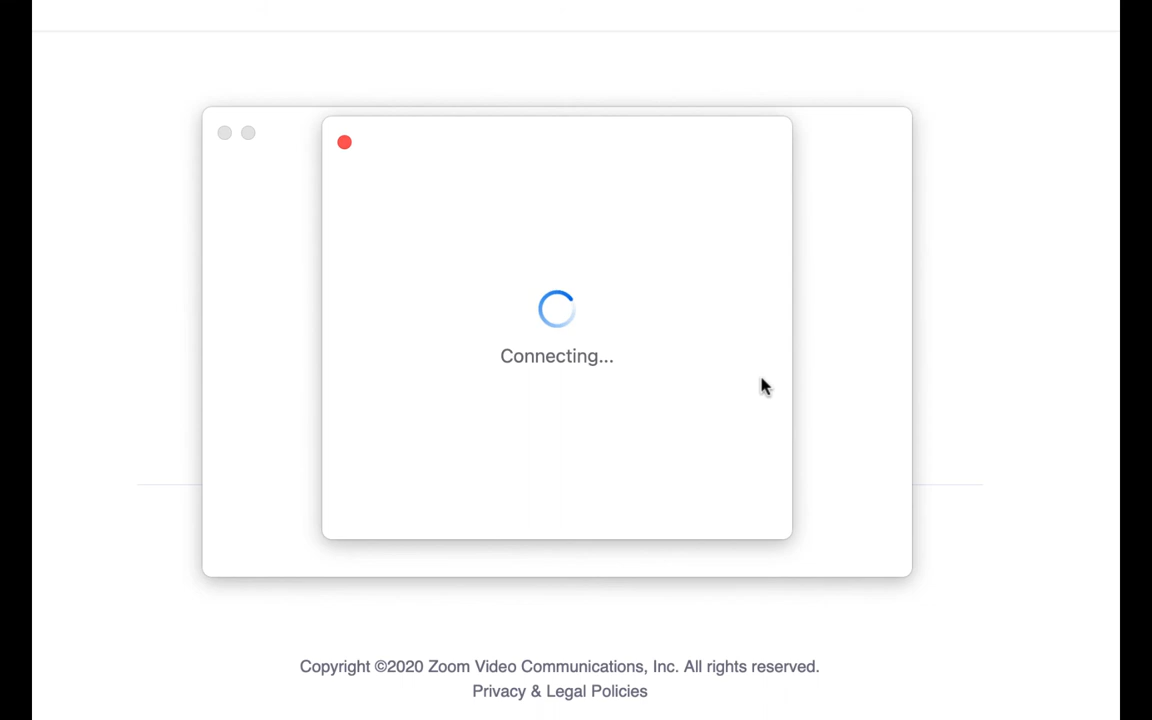 Connecting...
Copyright ©2020 Zoom Video Communications, Inc. All rights reserved.
Privacy & Legal Policies